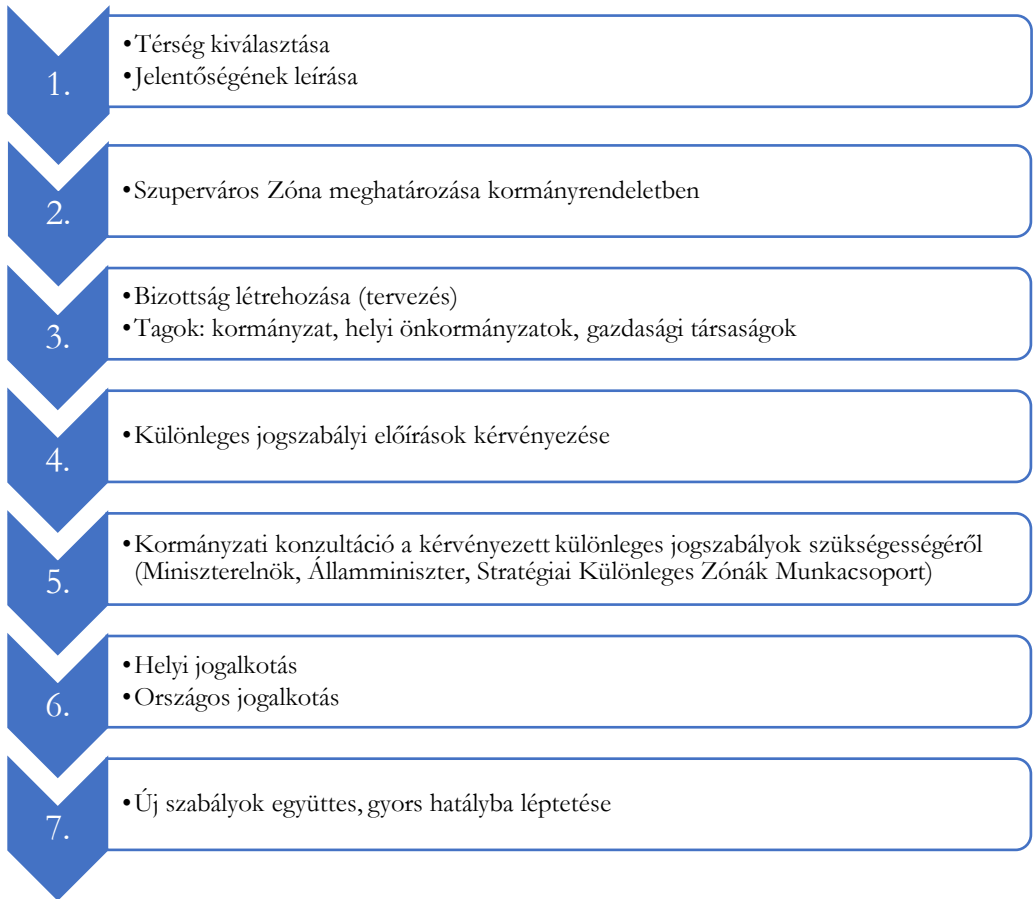 1.
•Térség kiválasztása
•Jelentőségének leírása
2.
•Szuperváros Zóna meghatározása kormányrendeletben
3.
•Bizottság létrehozása (tervezés)
•Tagok: kormányzat, helyi önkormányzatok, gazdasági társaságok
4.
•Különleges jogszabályi előírások kérvényezése
5.
•Kormányzati konzultáció a kérvényezett különleges jogszabályok szükségességéről
(Miniszterelnök, Államminiszter, Stratégiai Különleges Zónák Munkacsoport)
6.
•Helyi jogalkotás
•Országos jogalkotás
7.
•Új szabályok együttes, gyors hatályba léptetése